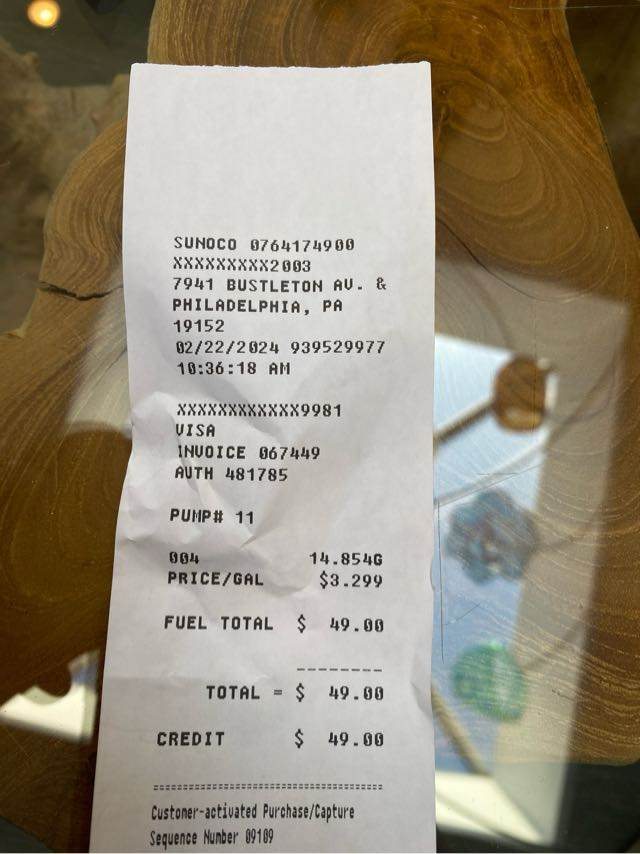 SUNOCO 0764174900
XXXXXXXXX2003
7941 BUSTLETON AV. &
PHILADELPHIA, PA
19152
02/22/2024 939529977
10:36:18 AM
XXXXXXXXXXXX9981
VISA
INVOICE 067449
AUTH 481785
PUMP# 11
004 14.854G
PRICE/GAL $3.299
FUEL TOTAL $ 49.00
--------
TOTAL = $ 49.00
CREDIT $ 49.00
======================================
Customer-activated Purchase/Capture
Sequence Number 09109